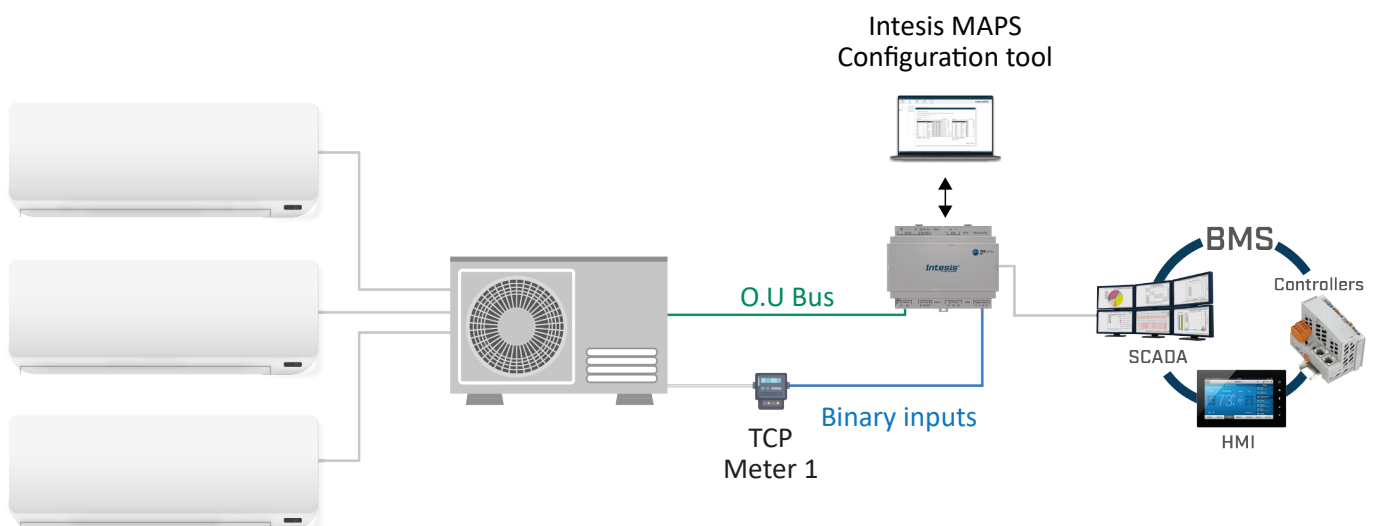 Intesis MAPS
Configuration tool
Intesis
BMS
Controllers
O.U Bus
SCADA
Binary inputs
TCP
Meter 1
HMI